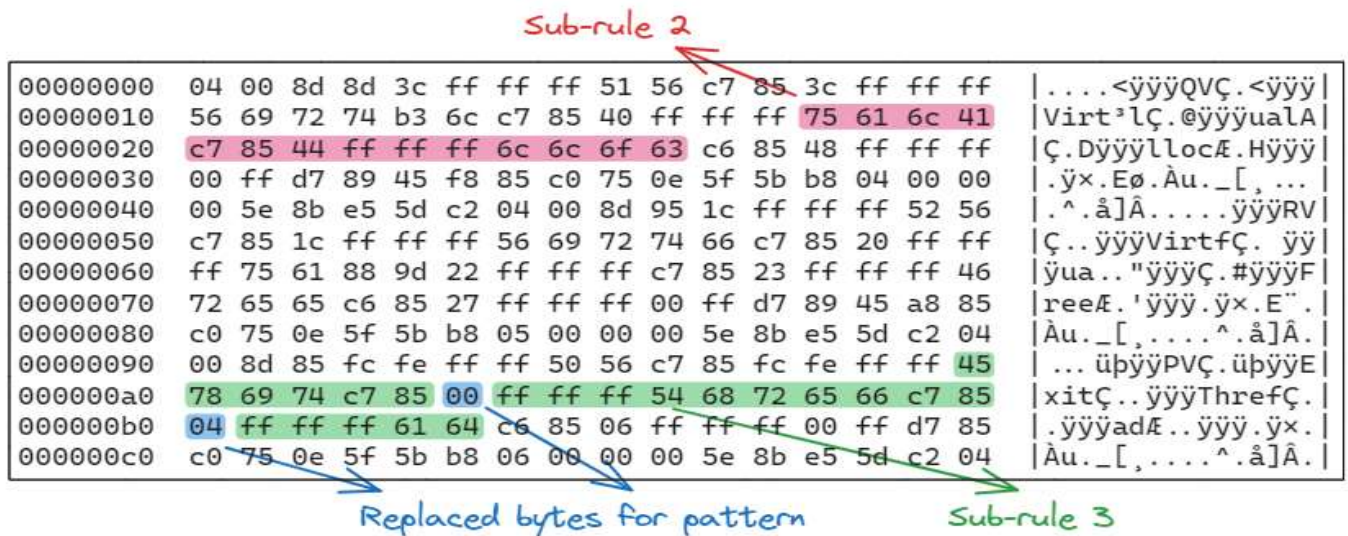 Sub-rule 2
00000000 04 00 8d 8d 3c ff ff ff 51 56 c7 85 3c ff ff ff |....<ÿÿÿQVÇ.<ÿÿÿ|
00000010 56 69 72 74 b3 6c c7 85 40 ff ff ff 75 61 6c 41 |Virt³lÇ.@ÿÿÿualA|
00000020 c7 85 44 ff ff ff 6c 6c 6f 63 c6 85 48 ff ff ff |Ç.DÿÿÿllocÆ.Hÿÿÿ|
00000030 00 ff d7 89 45 f8 85 c0 75 0e 5f 5b b8 04 00 00 |.ÿ×.Eø.Àu._[¸...|
00000040 00 5e 8b e5 5d c2 04 00 8d 95 1c ff ff ff 52 56 |.^.å]Â.....ÿÿÿRV|
00000050 c7 85 1c ff ff ff 56 69 72 74 66 c7 85 20 ff ff |Ç..ÿÿÿVirtfÇ. ÿÿ|
00000060 ff 75 61 88 9d 22 ff ff ff c7 85 23 ff ff ff 46 |ÿua.."ÿÿÿÇ.#ÿÿÿF|
00000070 72 65 65 c6 85 27 ff ff ff 00 ff d7 89 45 a8 85 |reeÆ.'ÿÿÿ.ÿ×.E¨.|
00000080 c0 75 0e 5f 5b b8 05 00 00 00 5e 8b e5 5d c2 04 |Àu._[¸....^.å]Â.|
00000090 00 8d 85 fc fe ff ff 50 56 c7 85 fc fe ff ff 45 |...üþÿÿPVÇ.üþÿÿE|
000000a0 78 69 74 c7 85 00 ff ff ff 54 68 72 65 66 c7 85 |xitÇ..ÿÿÿThrefÇ.|
000000b0 04 ff ff ff 61 64 c6 85 06 ff ff ff 00 ff d7 85 |.ÿÿÿadÆ..ÿÿÿ.ÿ×.|
000000c0 c0 75 0e 5f 5b b8 06 00 00 00 5e 8b e5 5d c2 04 |Àu._[¸....^.å]Â.|
Replaced bytes for pattern
Sub-rule 3